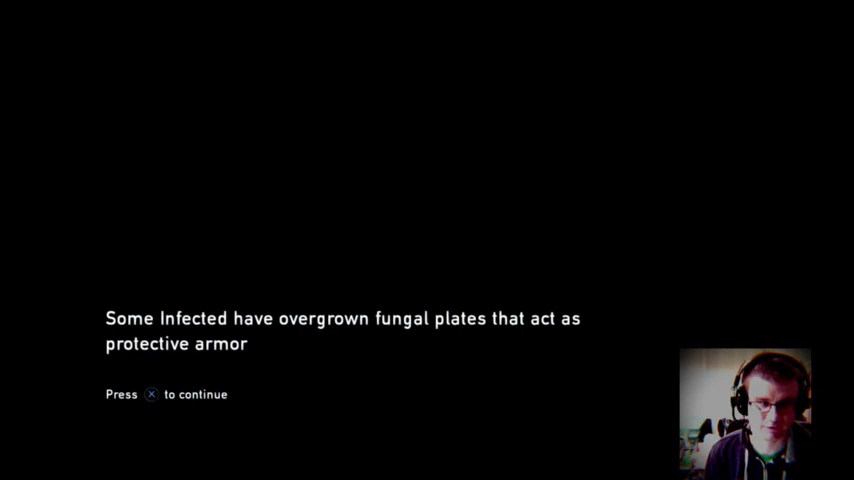 Some Infected have overgrown fungal plates that act as
protective armor
Press ⓧ to continue